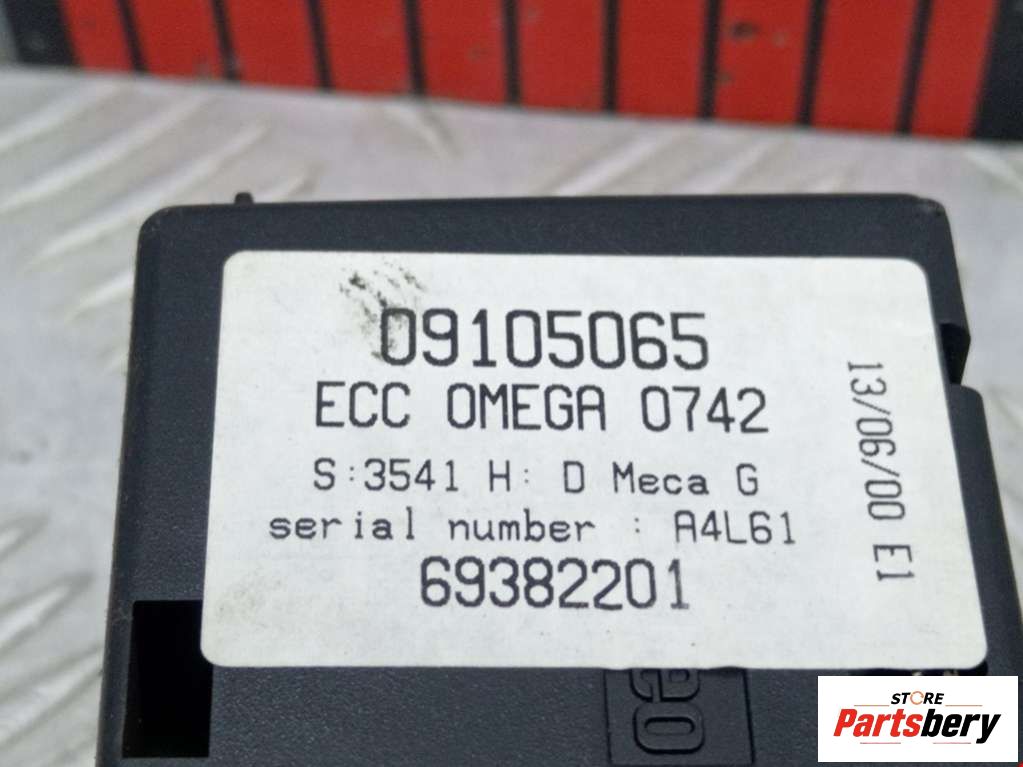 09105065
ECC OMEGA 0742
S:3541 H: D Meca G
serial number : A4L61
69382201
13/06/00 E1
STORE
Partsbery